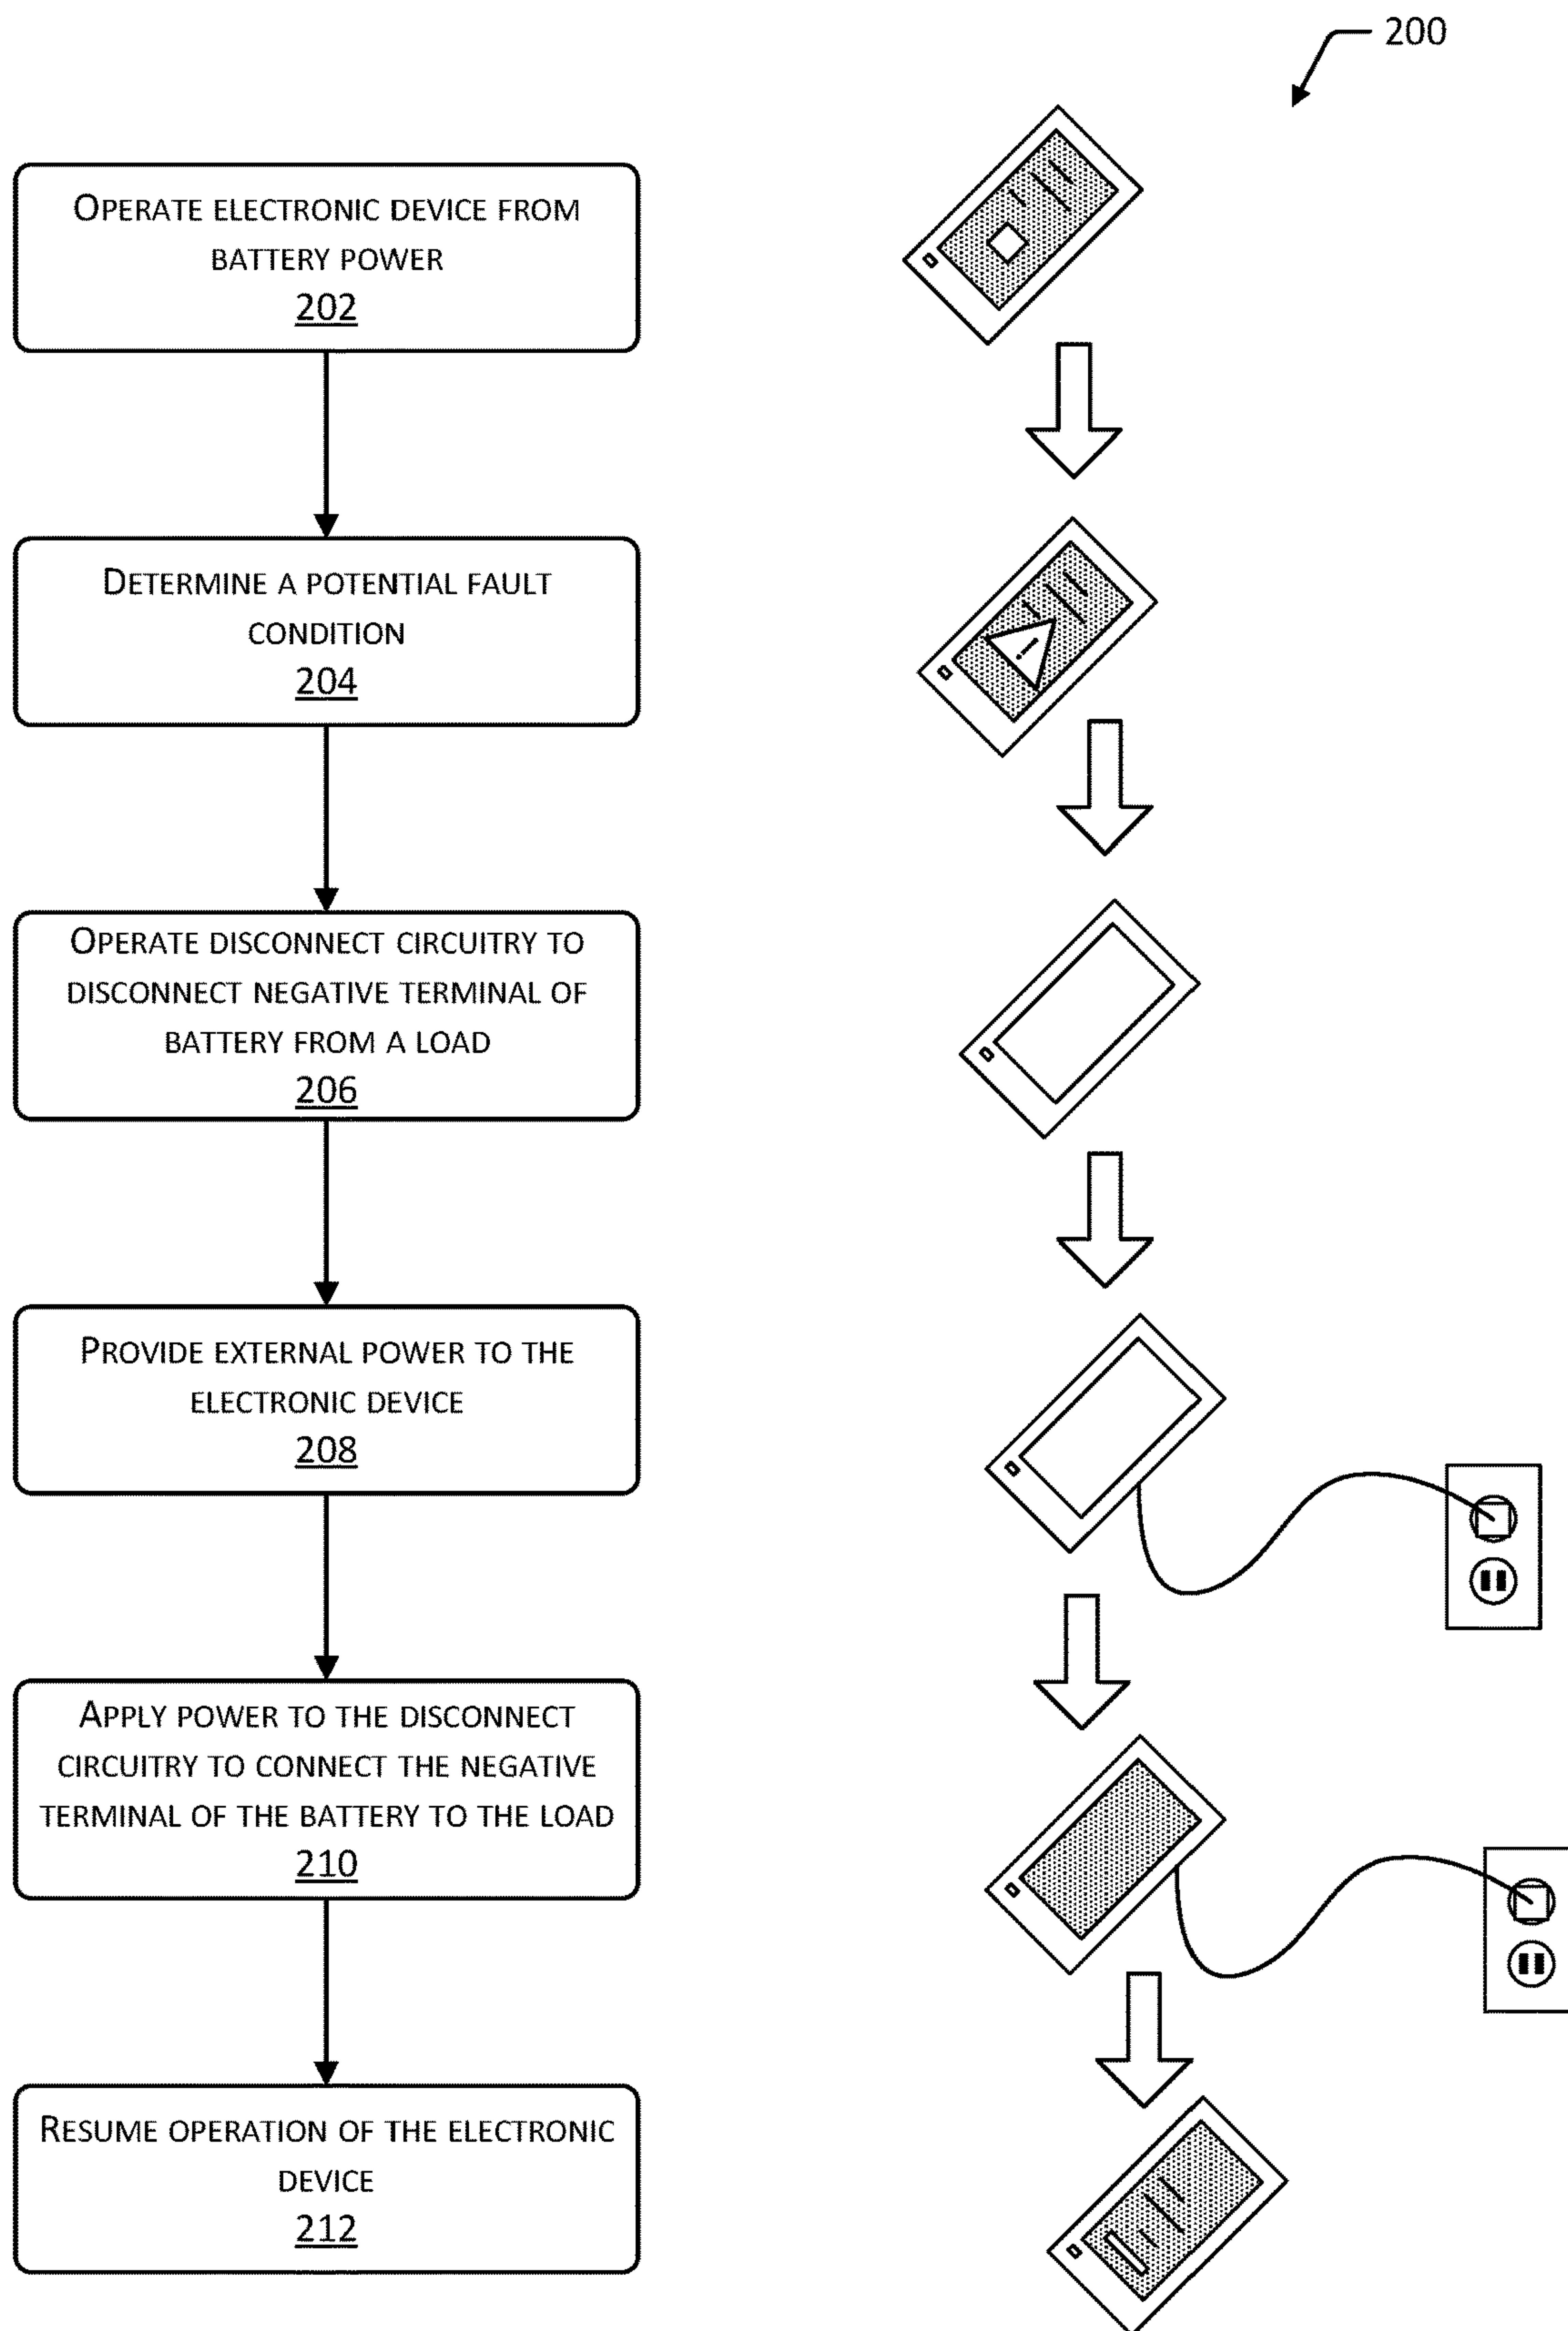 200
OPERATE ELECTRONIC DEVICE FROM
BATTERY POWER
202
DETERMINE A POTENTIAL FAULT
CONDITION
204
OPERATE DISCONNECT CIRCUITRY TO
DISCONNECT NEGATIVE TERMINAL OF
BATTERY FROM A LOAD
206
PROVIDE EXTERNAL POWER TO THE
ELECTRONIC DEVICE
208
APPLY POWER TO THE DISCONNECT
CIRCUITRY TO CONNECT THE NEGATIVE
TERMINAL OF THE BATTERY TO THE LOAD
210
RESUME OPERATION OF THE ELECTRONIC
DEVICE
212
!